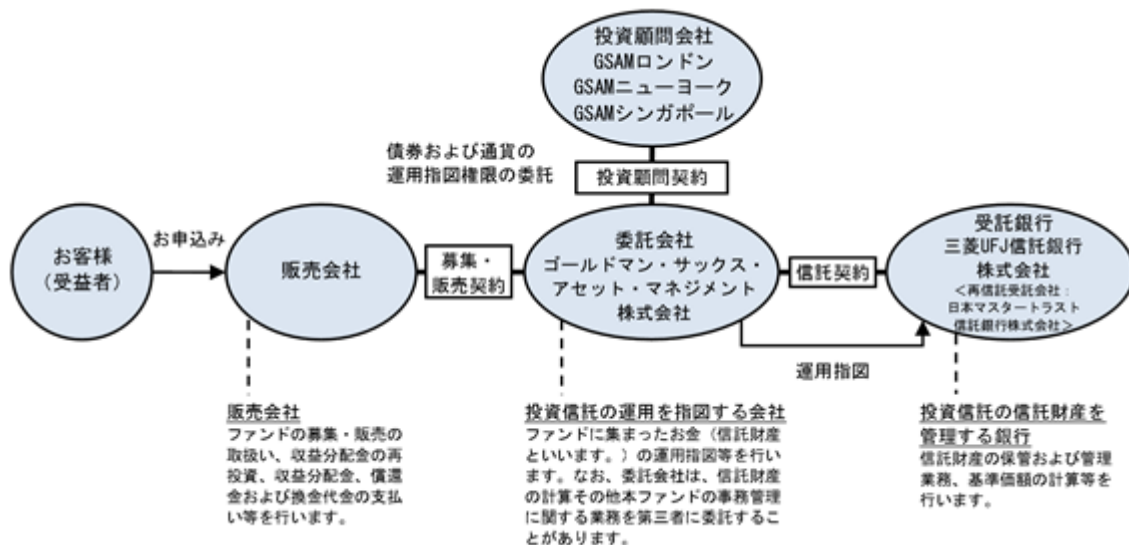 投資顧問会社
GSAMロンドン
GSAMニューヨーク
GSAMシンガポール
債券および通貨の
運用指図権限の委託
投資顧問契約
お客様
（受益者）
お申込み
販売会社
募集・
販売契約
委託会社
ゴールドマン・サックス・
アセット・マネジメント
株式会社
信託契約
受託銀行
三菱UFJ信託銀行
株式会社
＜再信託受託会社：
日本マスタートラスト
信託銀行株式会社＞
運用指図
販売会社
ファンドの募集・販売の
取扱い、収益分配金の再
投資、収益分配金、償還
金および換金代金の支払
い等を行います。
投資信託の運用を指図する会社
ファンドに集まったお金（信託財産
といいます。）の運用指図等を行い
ます。なお、委託会社は、信託財産
の計算その他本ファンドの事務管理
に関する業務を第三者に委託するこ
とがあります。
投資信託の信託財産を
管理する銀行
信託財産の保管および管理
業務、基準価額の計算等を
行います。